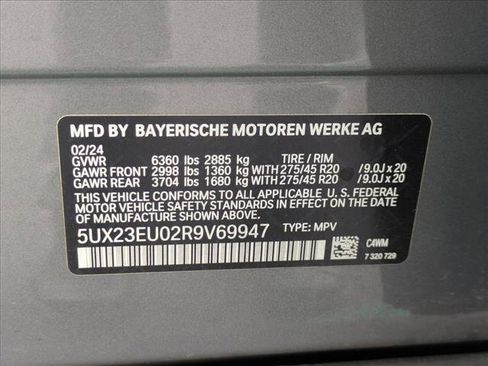 MFD BY BAYERISCHE MOTOREN WERKE AG
02/24
GVWR 6360 lbs 2885 kg TIRE / RIM
GAWR FRONT 2998 lbs 1360 kg WITH 275/45 R20 / 9.0J x 20
GAWR REAR 3704 lbs 1680 kg WITH 275/45 R20 / 9.0J x 20
THIS VEHICLE CONFORMS TO ALL APPLICABLE U. S. FEDERAL
MOTOR VEHICLE SAFETY STANDARDS IN EFFECT ON THE
DATE OF MANUFACTURE SHOWN ABOVE.
5UX23EU02R9V69947 TYPE: MPV
C4WM
7 320 729